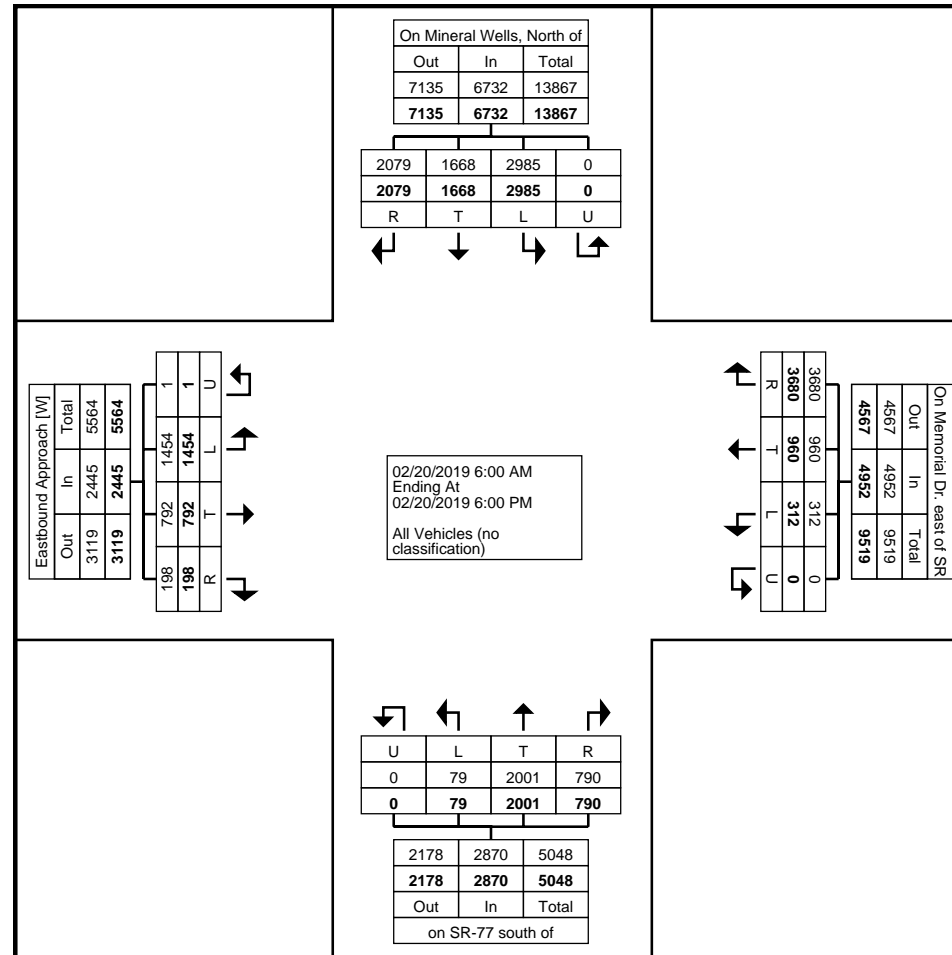 On Mineral Wells, North of
Out In Total
7135 6732 13867
7135 6732 13867
2079 1668 2985 0
2079 1668 2985 0
R T L U
Eastbound Approach [W]
Out In Total
3119 2445 5564
3119 2445 5564
198 792 1454 1
198 792 1454 1
R T L U
02/20/2019 6:00 AM
Ending At
02/20/2019 6:00 PM
All Vehicles (no
classification)
On Memorial Dr. east of SR
Out In Total
4567 4952 9519
4567 4952 9519
3680 960 312 0
3680 960 312 0
R T L U
U L T R
0 79 2001 790
0 79 2001 790
2178 2870 5048
2178 2870 5048
Out In Total
on SR-77 south of